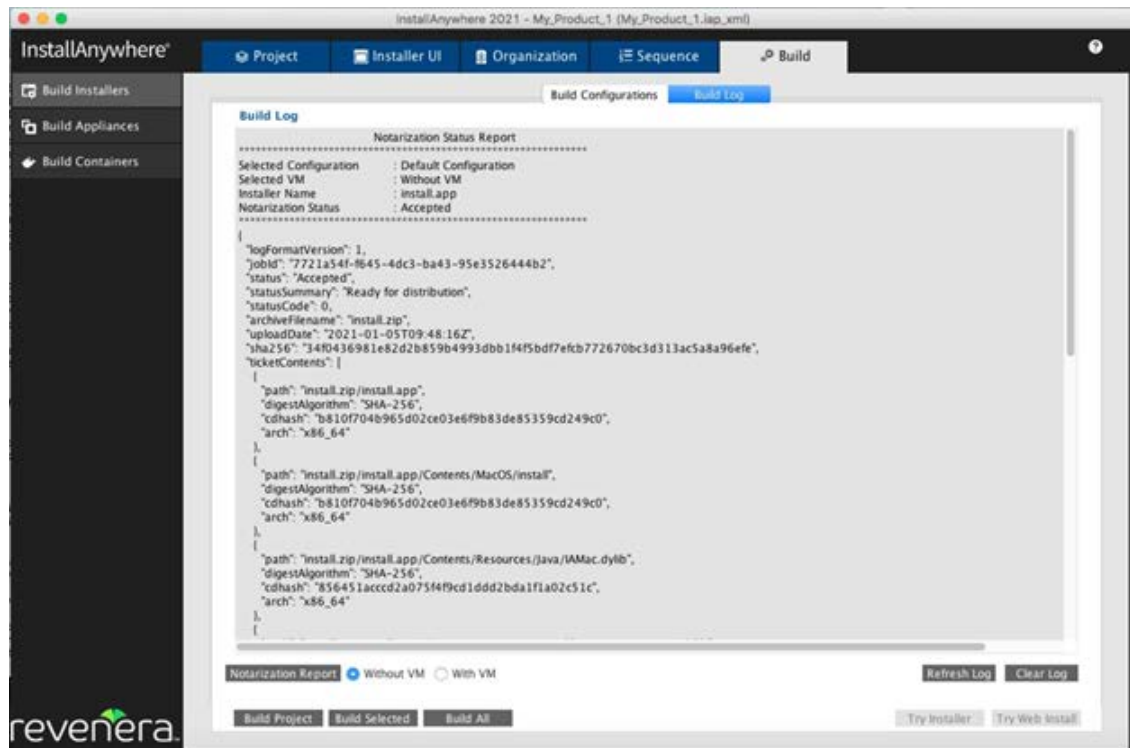 InstallAnywhere 2021 - My_Product_1 (My_Product_1.iap_xml)
InstallAnywhere®
Project
Installer UI
Organization
Sequence
Build
?
Build Installers
Build Appliances
Build Containers
Build Configurations
Build Log
Build Log
Notarization Status Report
Selected Configuration : Default Configuration
Selected VM : Without VM
Installer Name : install.app
Notarization Status : Accepted
{
"logFormatVersion": 1,
"jobId": "7721a54f-f645-4dc3-ba43-95e3526444b2",
"status": "Accepted",
"statusSummary": "Ready for distribution",
"statusCode": 0,
"archiveFilename": "install.zip",
"uploadDate": "2021-01-05T09:48:16Z",
"sha256": "34f0436981e82d2b859b4993dbb1f4f5bdf7efcb772670bc3d313ac5a8a96efe",
"ticketContents": [
{
"path": "install.zip/install.app",
"digestAlgorithm": "SHA-256",
"cdhash": "b810f704b965d02ce03e6f9b83de85359cd249c0",
"arch": "x86_64"
},
{
"path": "install.zip/install.app/Contents/MacOS/install",
"digestAlgorithm": "SHA-256",
"cdhash": "b810f704b965d02ce03e6f9b83de85359cd249c0",
"arch": "x86_64"
},
{
"path": "install.zip/install.app/Contents/Resources/Java/IAMac.dylib",
"digestAlgorithm": "SHA-256",
"cdhash": "856451acccd2a075f4f9cd1ddd2bda1f1a02c51c",
"arch": "x86_64"
},
{
Notarization Report
Without VM
With VM
Refresh Log
Clear Log
Build Project
Build Selected
Build All
Try Installer
Try Web Install
revenera.